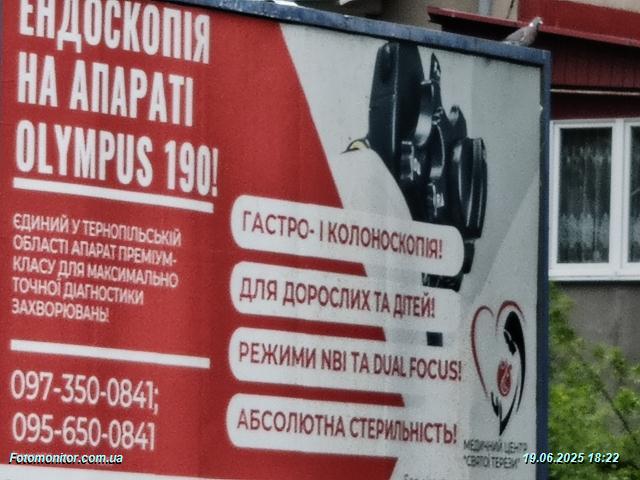 ЕНДОСКОПІЯ
НА АПАРАТІ
OLYMPUS 190!
ЄДИНИЙ У ТЕРНОПІЛЬСЬКІЙ
ОБЛАСТІ АПАРАТ ПРЕМІУМ-
КЛАСУ ДЛЯ МАКСИМАЛЬНО
ТОЧНОЇ ДІАГНОСТИКИ
ЗАХВОРЮВАНЬ!
097-350-0841;
095-650-0841
ГАСТРО- І КОЛОНОСКОПІЯ!
ДЛЯ ДОРОСЛИХ ТА ДІТЕЙ!
РЕЖИМИ NBI ТА DUAL FOCUS!
АБСОЛЮТНА СТЕРИЛЬНІСТЬ!
МЕДИЧНИЙ ЦЕНТР
"СВЯТОЇ ТЕРЕЗИ"
Fotomonitor.com.ua
19.06.2025 18:22